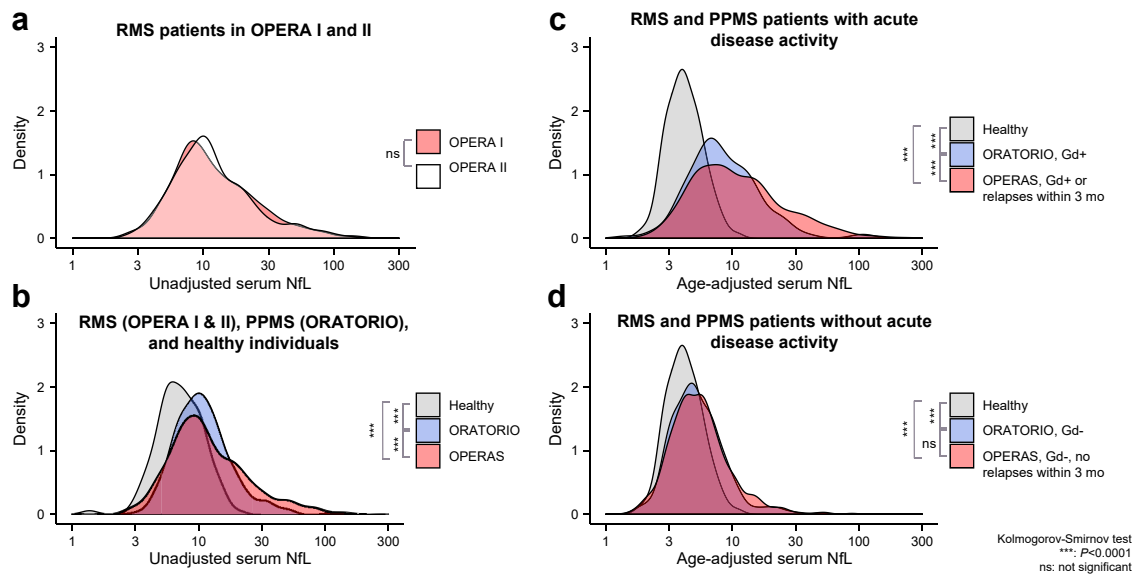 a
RMS patients in OPERA I and II
3
2
1
0
Density
1 3 10 30 100 300
Unadjusted serum NfL
ns
OPERA I
OPERA II
b
RMS (OPERA I & II), PPMS (ORATORIO),
and healthy individuals
3
2
1
0
Density
1 3 10 30 100 300
Unadjusted serum NfL
***
***
***
Healthy
ORATORIO
OPERAS
c
RMS and PPMS patients with acute
disease activity
3
2
1
0
Density
1 3 10 30 100 300
Age-adjusted serum NfL
***
***
***
Healthy
ORATORIO, Gd+
OPERAS, Gd+ or
relapses within 3 mo
d
RMS and PPMS patients without acute
disease activity
3
2
1
0
Density
1 3 10 30 100 300
Age-adjusted serum NfL
***
***
ns
Healthy
ORATORIO, Gd-
OPERAS, Gd-, no
relapses within 3 mo
Kolmogorov-Smirnov test
***: P<0.0001
ns: not significant